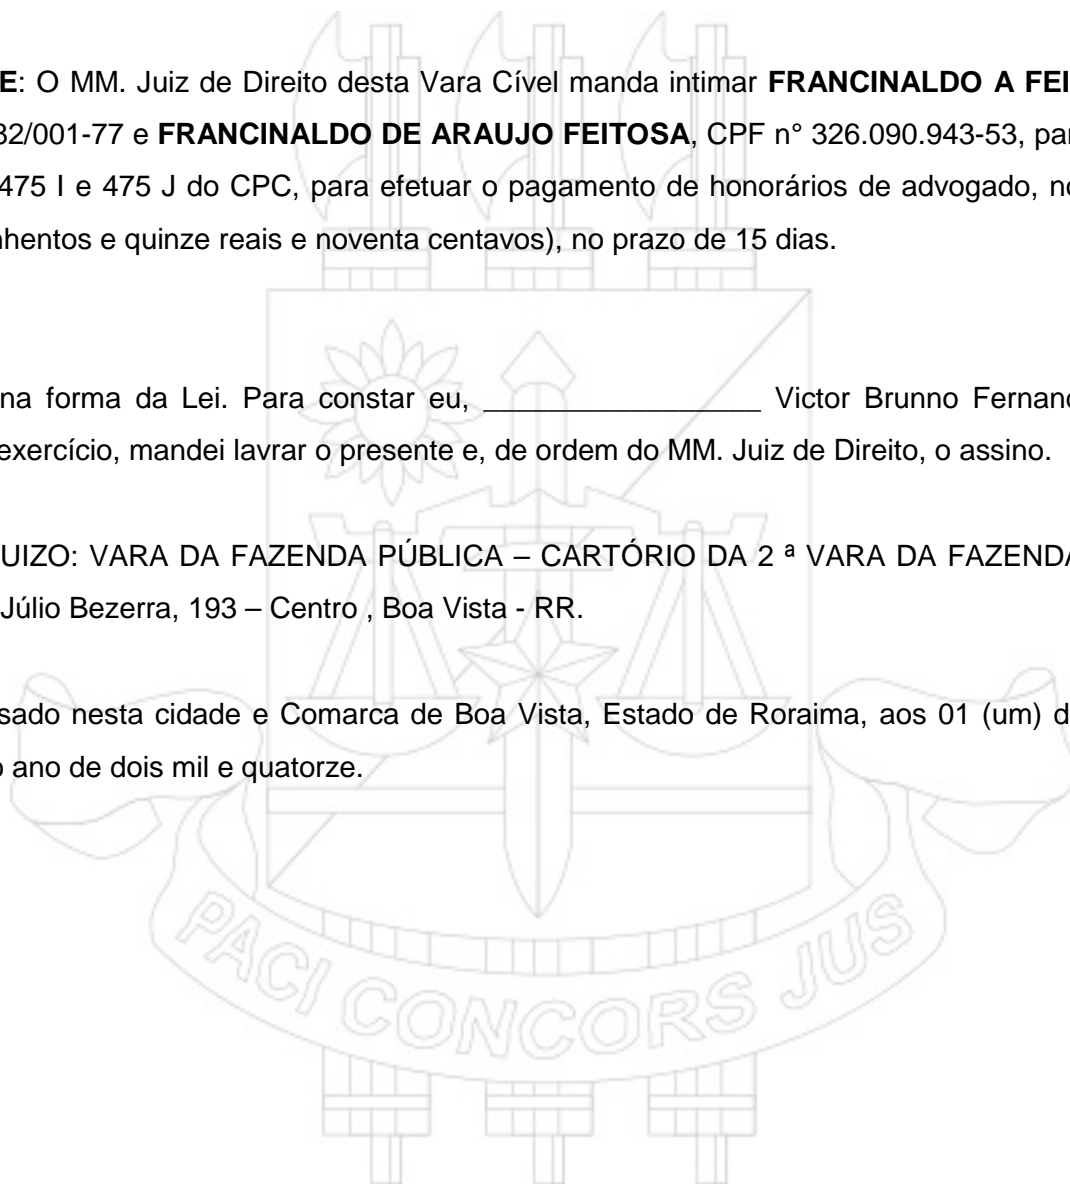 E: O MM. Juiz de Direito desta Vara Cível manda intimar FRANCINALDO A FEI
32/001-77 e FRANCINALDO DE ARAUJO FEITOSA, CPF n° 326.090.943-53, par
475 I e 475 J do CPC, para efetuar o pagamento de honorários de advogado, no
nhentos e quinze reais e noventa centavos), no prazo de 15 dias.
na forma da Lei. Para constar eu, __________________ Victor Brunno Fernand
exercício, mandei lavrar o presente e, de ordem do MM. Juiz de Direito, o assino.
UIZO: VARA DA FAZENDA PÚBLICA – CARTÓRIO DA 2 ª VARA DA FAZENDA
Júlio Bezerra, 193 – Centro , Boa Vista - RR.
sado nesta cidade e Comarca de Boa Vista, Estado de Roraima, aos 01 (um) d
o ano de dois mil e quatorze.
PACI CONCORS JUS